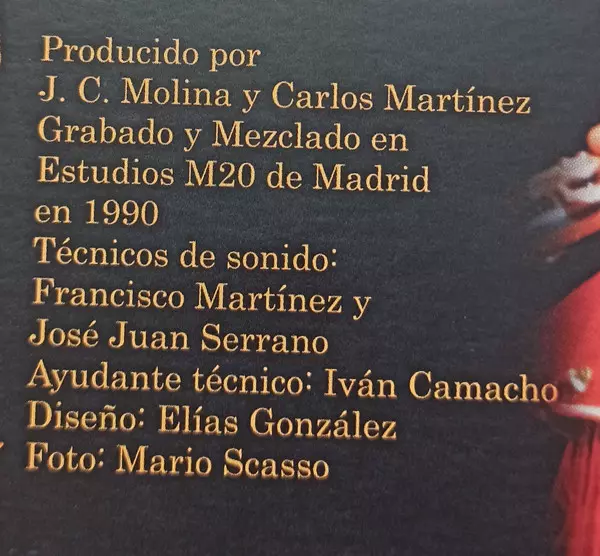 Producido por
J. C. Molina y Carlos Martínez
Grabado y Mezclado en
Estudios M20 de Madrid
en 1990
Técnicos de sonido:
Francisco Martínez y
José Juan Serrano
Ayudante técnico: Iván Camacho
Diseño: Elías González
Foto: Mario Scasso